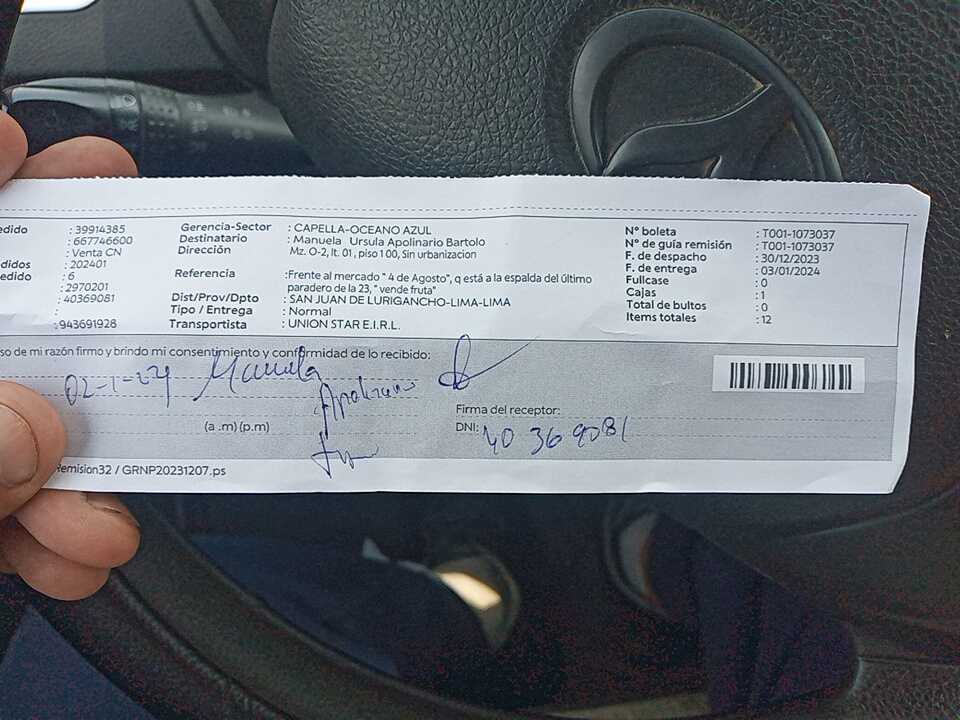 edido : 39914385
: 667746600
: Venta CN
didos : 202401
edido : 6
: 2970201
: 40369081
:
: 943691928
Gerencia-Sector : CAPELLA-OCEANO AZUL
Destinatario : Manuela Ursula Apolinario Bartolo
Dirección Mz. O-2, lt. 01 , piso 1 00, Sin urbanizacion
Referencia :Frente al mercado " 4 de Agosto", q está a la espalda del último
paradero de la 23, " vende fruta"
Dist/Prov/Dpto : SAN JUAN DE LURIGANCHO-LIMA-LIMA
Tipo / Entrega : Normal
Transportista : UNION STAR E.I.R.L.
N° boleta : T001-1073037
N° de guía remisión : T001-1073037
F. de despacho : 30/12/2023
F. de entrega : 03/01/2024
Fullcase : 0
Cajas : 1
Total de bultos : 0
Items totales : 12
so de mi razón firmo y brindo mi consentimiento y conformidad de lo recibido:
02-1-24 Manuela
Apolinario
(a .m) (p.m)
Firma del receptor:
DNI: 40 369081
Remision32 / GRNP20231207.ps